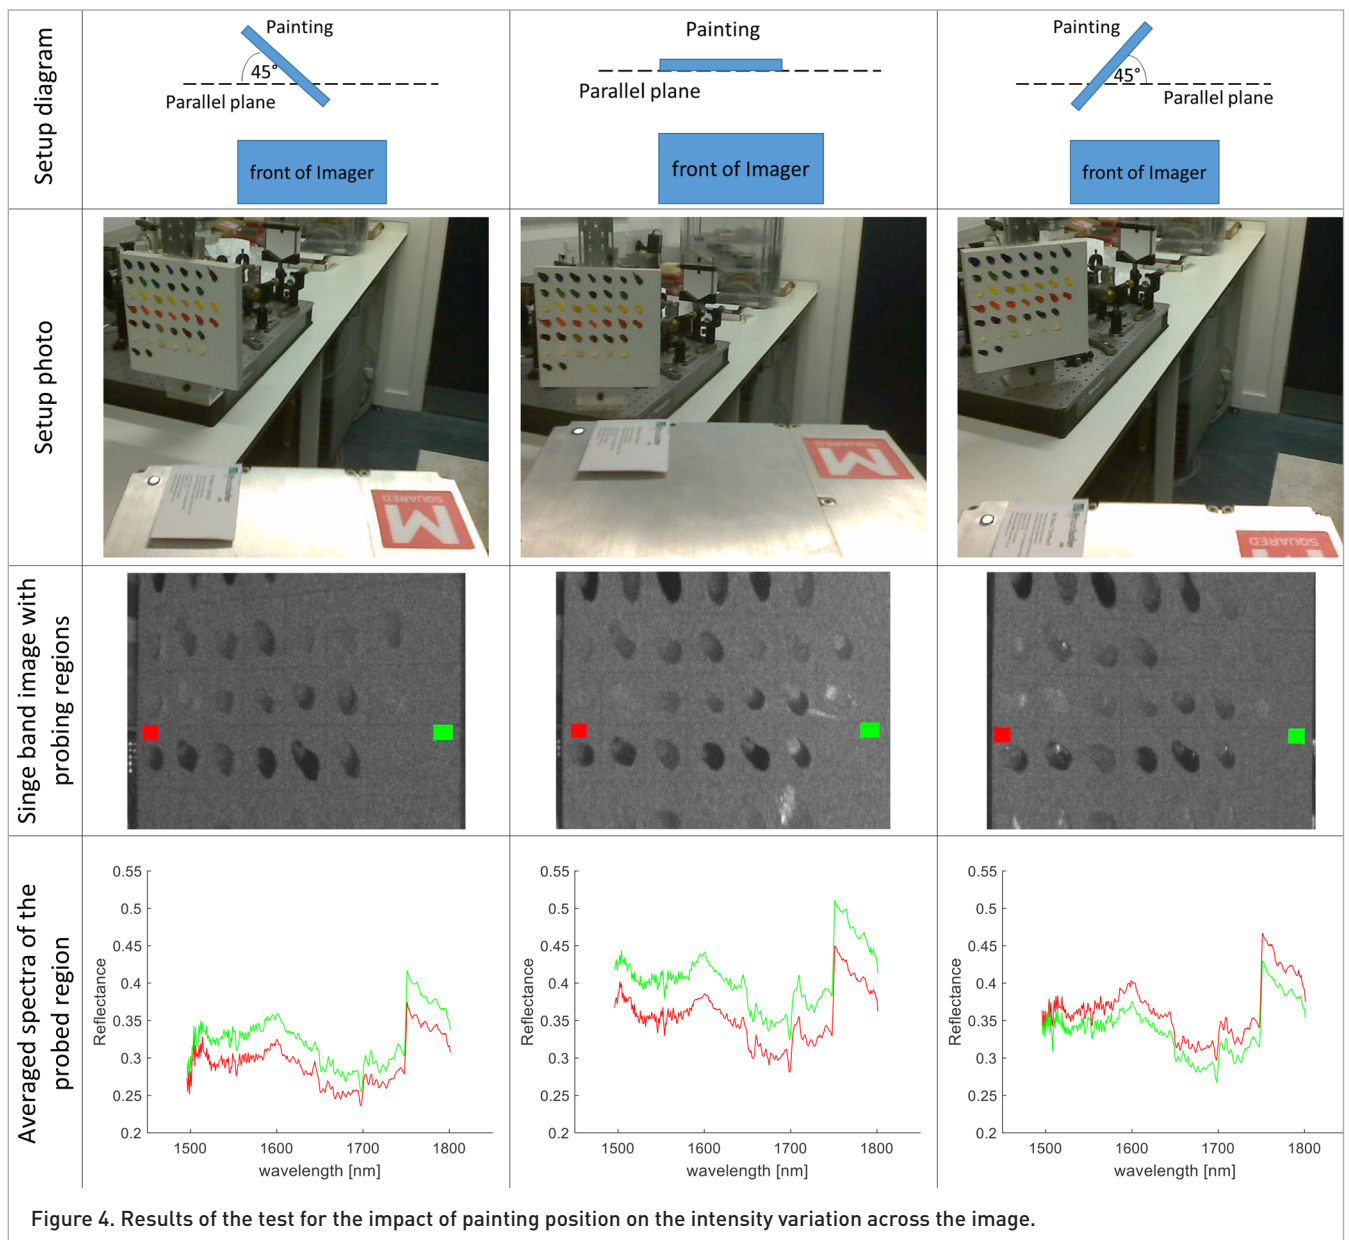 Setup diagram
Painting
45°
Parallel plane
front of Imager
Painting
Parallel plane
front of Imager
Painting
45°
Parallel plane
front of Imager
Setup photo
M
SQUARED
M
SQUARED
SQUARED
Singe band image with
probing regions
Averaged spectra of the
probed region
Reflectance
0.55
0.5
0.45
0.4
0.35
0.3
0.25
0.2
1500 1600 1700 1800
wavelength [nm]
Reflectance
0.55
0.5
0.45
0.4
0.35
0.3
0.25
0.2
1500 1600 1700 1800
wavelength [nm]
Reflectance
0.55
0.5
0.45
0.4
0.35
0.3
0.25
0.2
1500 1600 1700 1800
wavelength [nm]
Figure 4. Results of the test for the impact of painting position on the intensity variation across the image.